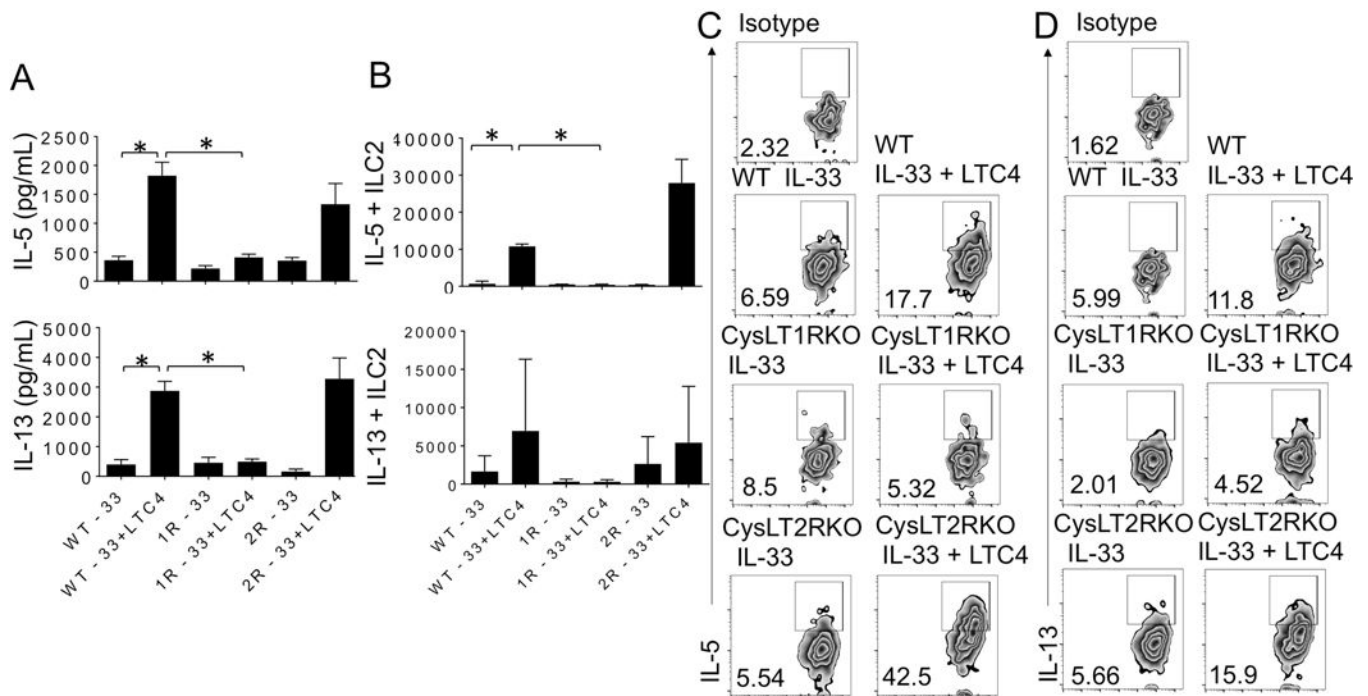 A
IL-5 (pg/mL)
2500
2000
1500
1000
500
0
*
*
IL-13 (pg/mL)
5000
4000
3000
2000
1000
0
*
*
WT - 33
WT - 33+LTC4
1R - 33
1R - 33+LTC4
2R - 33
2R - 33+LTC4
B
IL-5 + ILC2
40000
30000
20000
10000
0
*
*
IL-13 + ILC2
20000
15000
10000
5000
0
WT - 33
WT - 33+LTC4
1R - 33
1R - 33+LTC4
2R - 33
2R - 33+LTC4
C
Isotype
2.32
WT IL-33
6.59
WT
IL-33 + LTC4
17.7
CysLT1RKO
IL-33
8.5
CysLT1RKO
IL-33 + LTC4
5.32
CysLT2RKO
IL-33
5.54
CysLT2RKO
IL-33 + LTC4
42.5
IL-5
D
Isotype
1.62
WT IL-33
5.99
WT
IL-33 + LTC4
11.8
CysLT1RKO
IL-33
2.01
CysLT1RKO
IL-33 + LTC4
4.52
CysLT2RKO
IL-33
5.66
CysLT2RKO
IL-33 + LTC4
15.9
IL-13